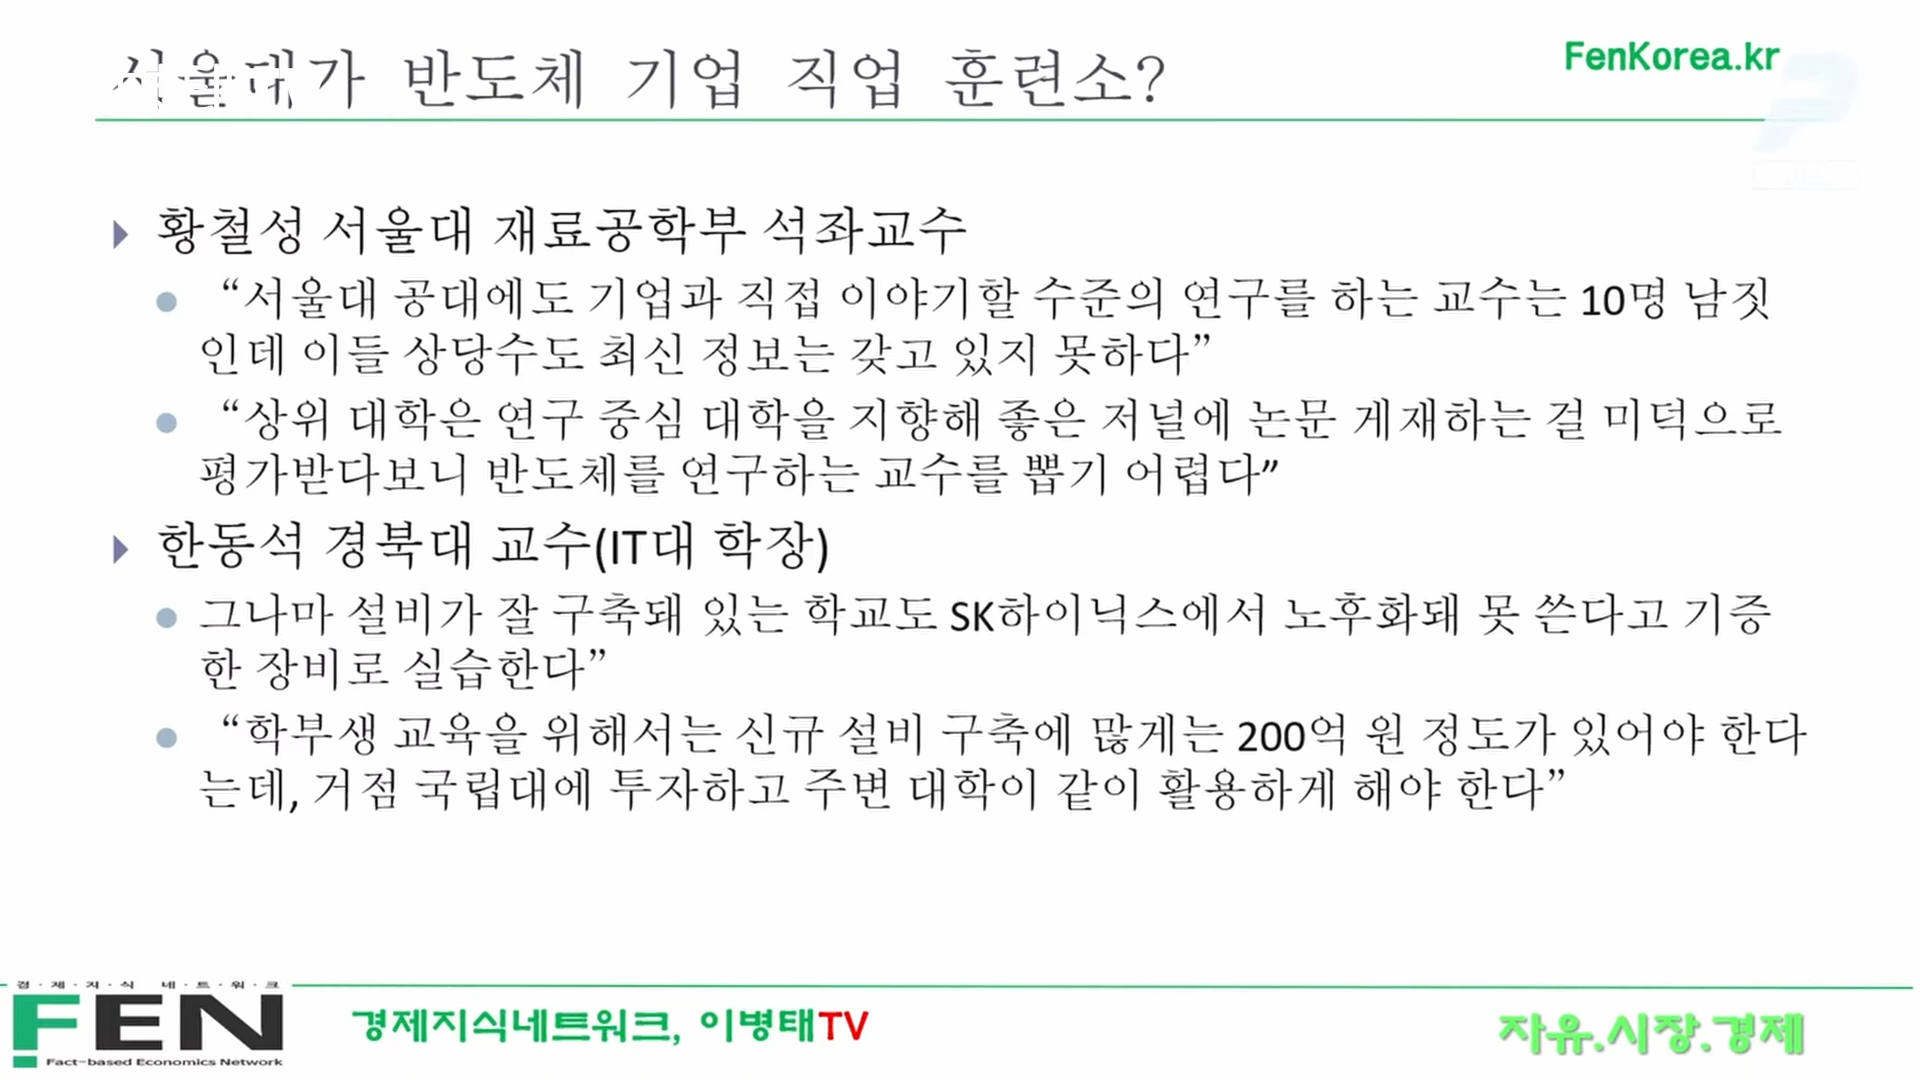 서울대가 반도체 기업 직업 훈련소?
FenKorea.kr
황철성 서울대 재료공학부 석좌교수
“서울대 공대에도 기업과 직접 이야기할 수준의 연구를 하는 교수는 10명 남짓
인데 이들 상당수도 최신 정보는 갖고 있지 못하다”
“상위 대학은 연구 중심 대학을 지향해 좋은 저널에 논문 게재하는 걸 미덕으로
평가받다보니 반도체를 연구하는 교수를 뽑기 어렵다”
한동석 경북대 교수(IT대 학장)
그나마 설비가 잘 구축돼 있는 학교도 SK하이닉스에서 노후화돼 못 쓴다고 기증
한 장비로 실습한다”
“학부생 교육을 위해서는 신규 설비 구축에 많게는 200억 원 정도가 있어야 한다
는데, 거점 국립대에 투자하고 주변 대학이 같이 활용하게 해야 한다”
경·제·지·식 네·트·워·크
FEN
Fact-based Economics Network
경제지식네트워크, 이병태TV
자유.시장.경제